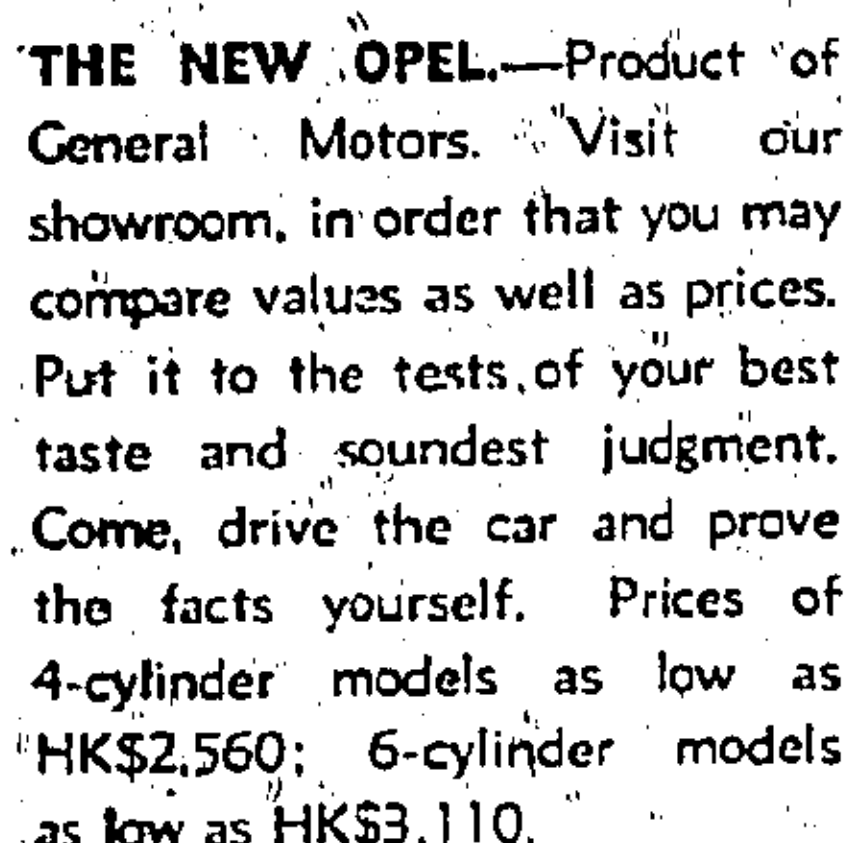 THE NEW OPEL.—Product of
General Motors. Visit our
showroom, in order that you may
compare values as well as prices.
Put it to the tests of your best
taste and soundest judgment.
Come, drive the car and prove
the facts yourself. Prices of
4-cylinder models as low as
HK$2,560; 6-cylinder models
as low as HK$3,110.